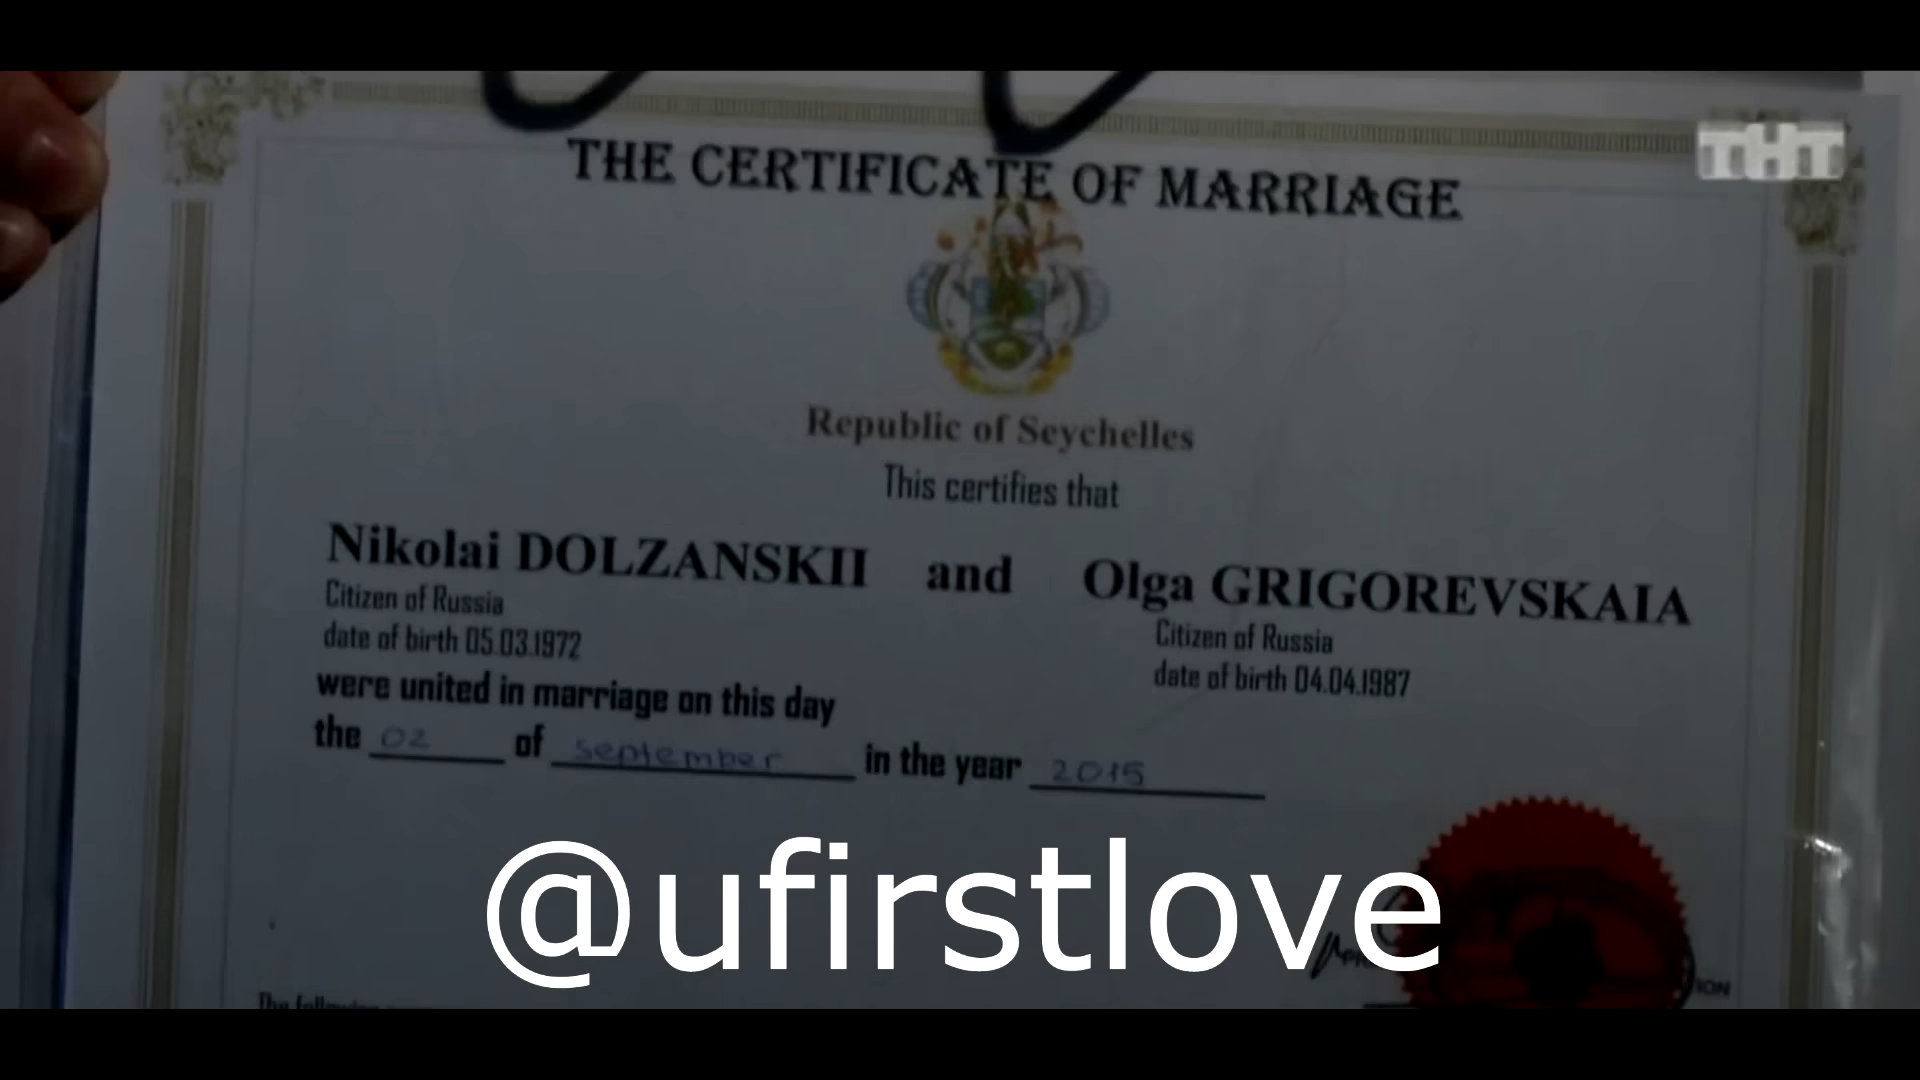 ТНТ
THE CERTIFICATE OF MARRIAGE
Republic of Seychelles
This certifies that
Nikolai DOLZANSKII and Olga GRIGOREVSKAIA
Citizen of Russia
date of birth 05.03.1972
Citizen of Russia
date of birth 04.04.1987
were united in marriage on this day
the 02 of september in the year 2015
@ufirstlove
The following